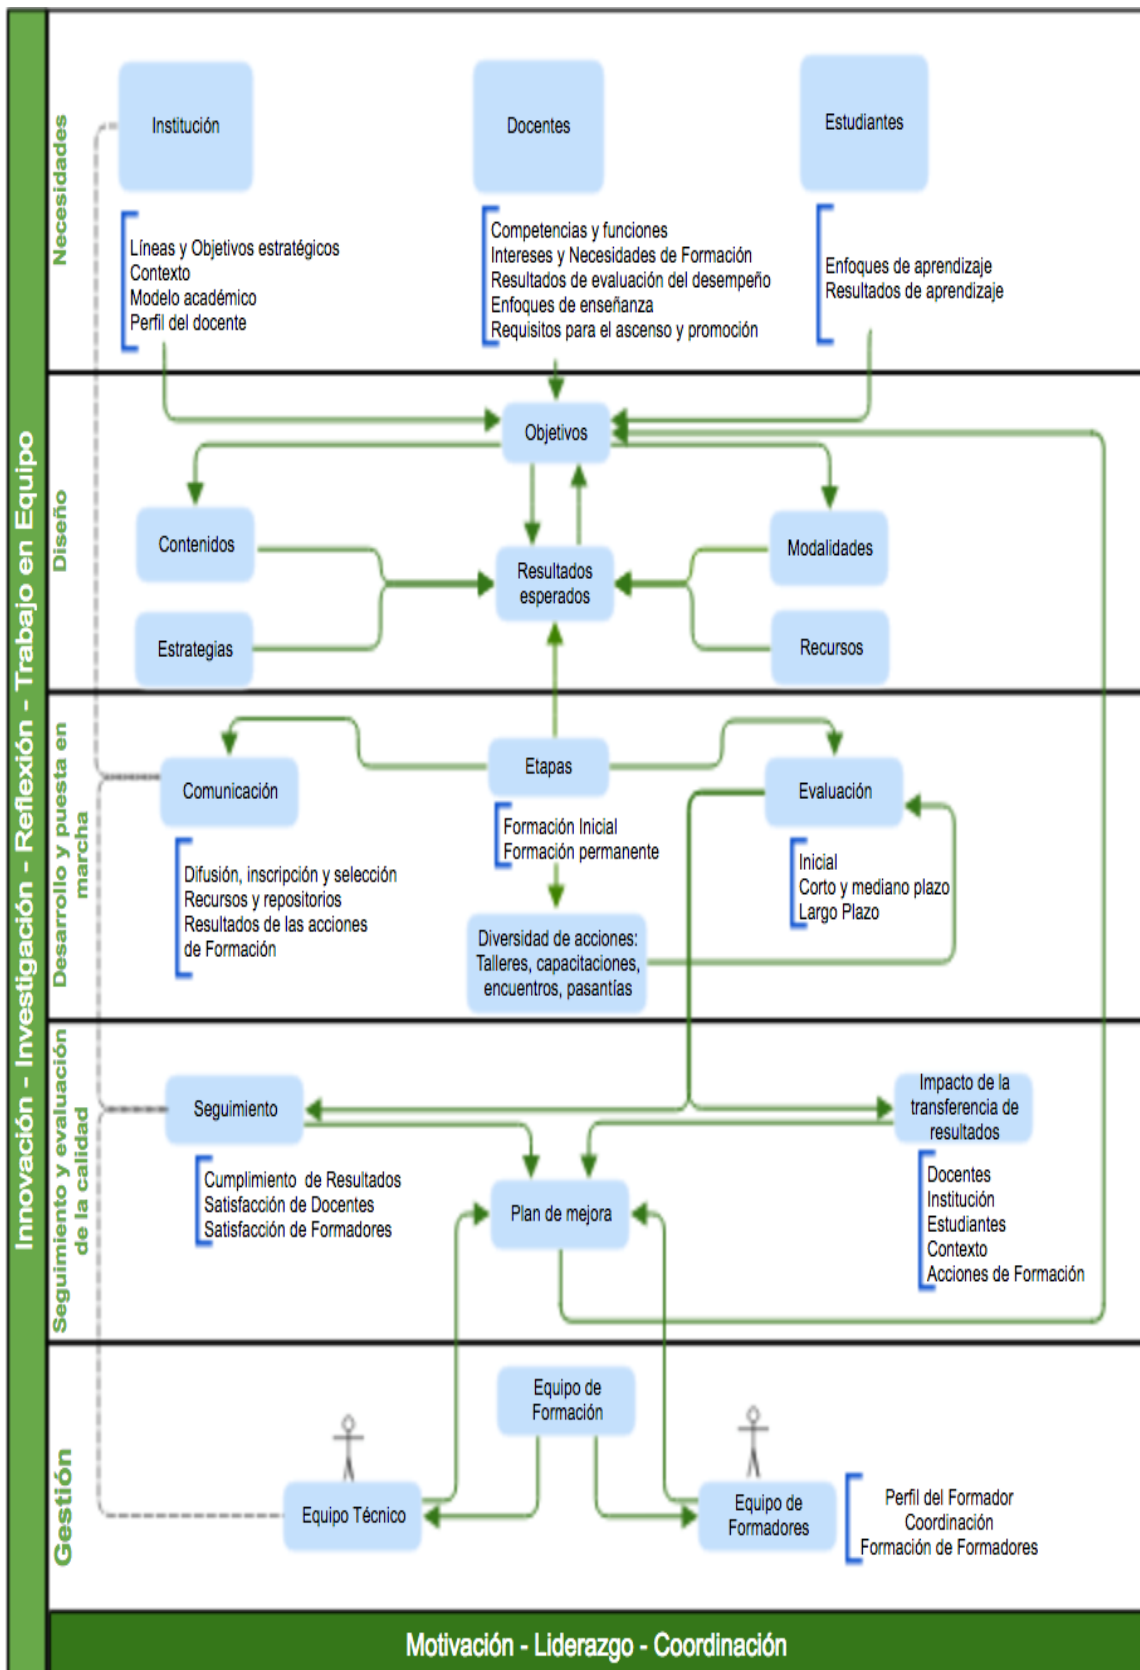 Innovación - Investigación - Reflexión - Trabajo en Equipo
Necesidades
Institución
Docentes
Estudiantes
Líneas y Objetivos estratégicos
Contexto
Modelo académico
Perfil del docente
Competencias y funciones
Intereses y Necesidades de Formación
Resultados de evaluación del desempeño
Enfoques de enseñanza
Requisitos para el ascenso y promoción
Enfoques de aprendizaje
Resultados de aprendizaje
Diseño
Objetivos
Contenidos
Resultados
esperados
Modalidades
Estrategias
Recursos
Desarrollo y puesta en
marcha
Comunicación
Etapas
Evaluación
Difusión, inscripción y selección
Recursos y repositorios
Resultados de las acciones
de Formación
Formación Inicial
Formación permanente
Inicial
Corto y mediano plazo
Largo Plazo
Diversidad de acciones:
Talleres, capacitaciones,
encuentros, pasantías
Seguimiento y evaluación
de la calidad
Seguimiento
Impacto de la
transferencia de
resultados
Cumplimiento de Resultados
Satisfacción de Docentes
Satisfacción de Formadores
Plan de mejora
Docentes
Institución
Estudiantes
Contexto
Acciones de Formación
Gestión
Equipo de
Formación
Equipo Técnico
Equipo de
Formadores
Perfil del Formador
Coordinación
Formación de Formadores
Motivación - Liderazgo - Coordinación